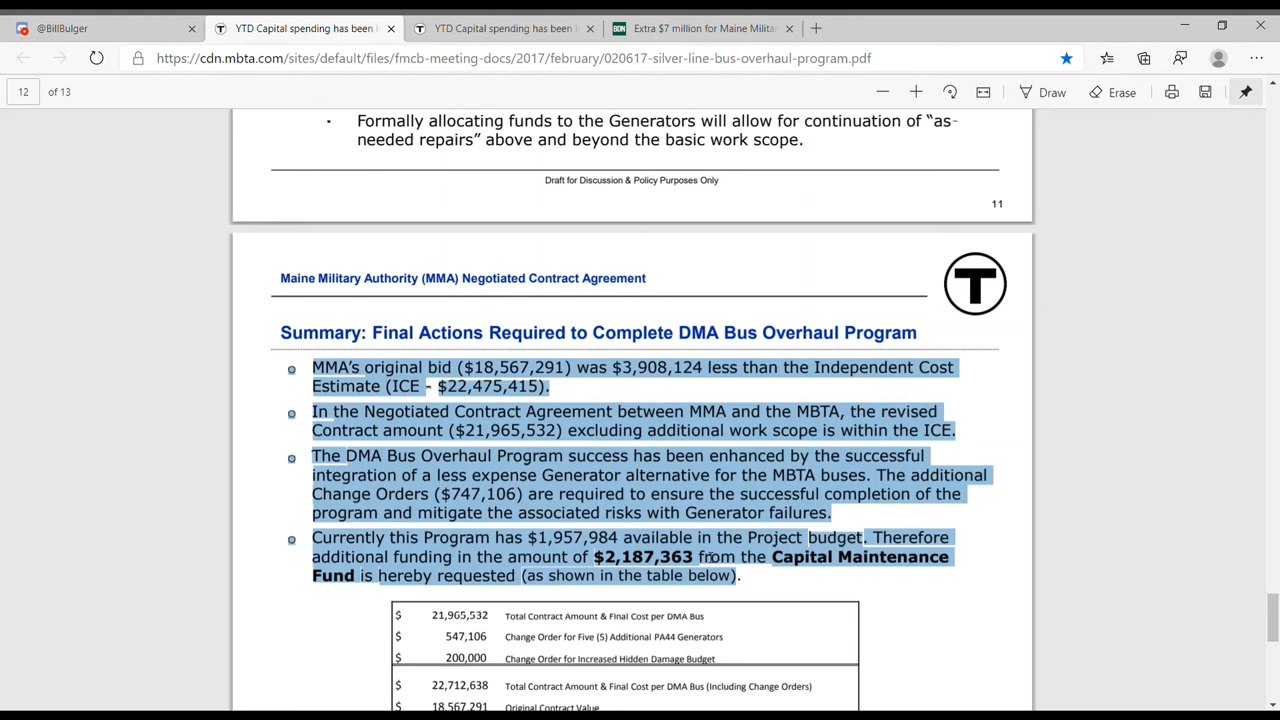 @BillBulger
YTD Capital spending has been
YTD Capital spending has been
BDN
Extra $7 million for Maine Milita
https://cdn.mbta.com/sites/default/files/fmcb-meeting-docs/2017/february/020617-silver-line-bus-overhaul-program.pdf
12 of 13
Draw
Erase
• Formally allocating funds to the Generators will allow for continuation of “as-
needed repairs” above and beyond the basic work scope.
Draft for Discussion & Policy Purposes Only
11
Maine Military Authority (MMA) Negotiated Contract Agreement
T
Summary: Final Actions Required to Complete DMA Bus Overhaul Program
MMA’s original bid ($18,567,291) was $3,908,124 less than the Independent Cost
Estimate (ICE - $22,475,415).
In the Negotiated Contract Agreement between MMA and the MBTA, the revised
Contract amount ($21,965,532) excluding additional work scope is within the ICE.
The DMA Bus Overhaul Program success has been enhanced by the successful
integration of a less expense Generator alternative for the MBTA buses. The additional
Change Orders ($747,106) are required to ensure the successful completion of the
program and mitigate the associated risks with Generator failures.
Currently this Program has $1,957,984 available in the Project budget. Therefore
additional funding in the amount of $2,187,363 from the Capital Maintenance
Fund is hereby requested (as shown in the table below).
$ 21,965,532 Total Contract Amount & Final Cost per DMA Bus
$ 547,106 Change Order for Five (5) Additional PA44 Generators
$ 200,000 Change Order for Increased Hidden Damage Budget
$ 22,712,638 Total Contract Amount & Final Cost per DMA Bus (Including Change Orders)
$ 18,567,291 Original Contract Value